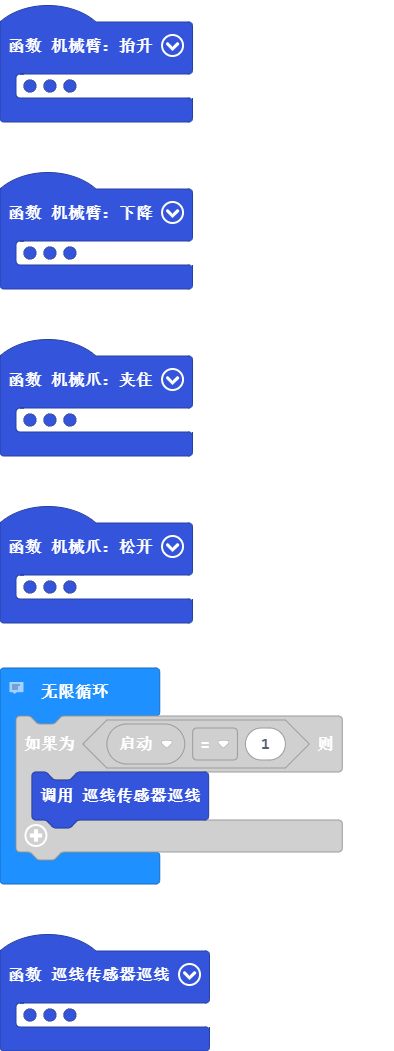 函数 机械臂：抬升
函数 机械臂：下降
函数 机械爪：夹住
函数 机械爪：松开
无限循环
如果为 启动 = 1 则
调用 巡线传感器巡线
函数 巡线传感器巡线